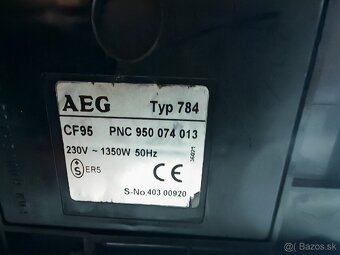 AEG Typ 784
CF95 PNC 950 074 013
230V ~ 1350W 50Hz
S ER5 CE
S-No. 403 00920
Bazos.sk